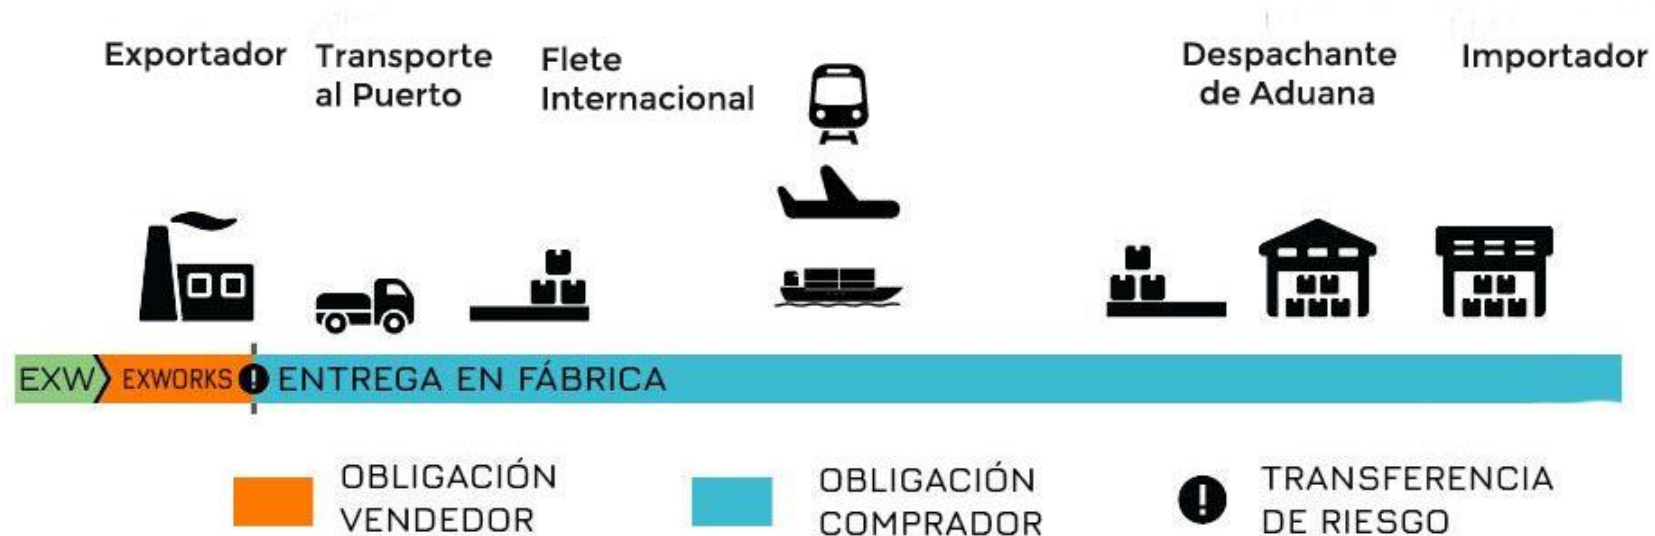 Exportador
Transporte
al Puerto
Flete
Internacional
Despachante
de Aduana
Importador
EXW
EXWORKS
!
ENTREGA EN FÁBRICA
OBLIGACIÓN
VENDEDOR
OBLIGACIÓN
COMPRADOR
!
TRANSFERENCIA
DE RIESGO